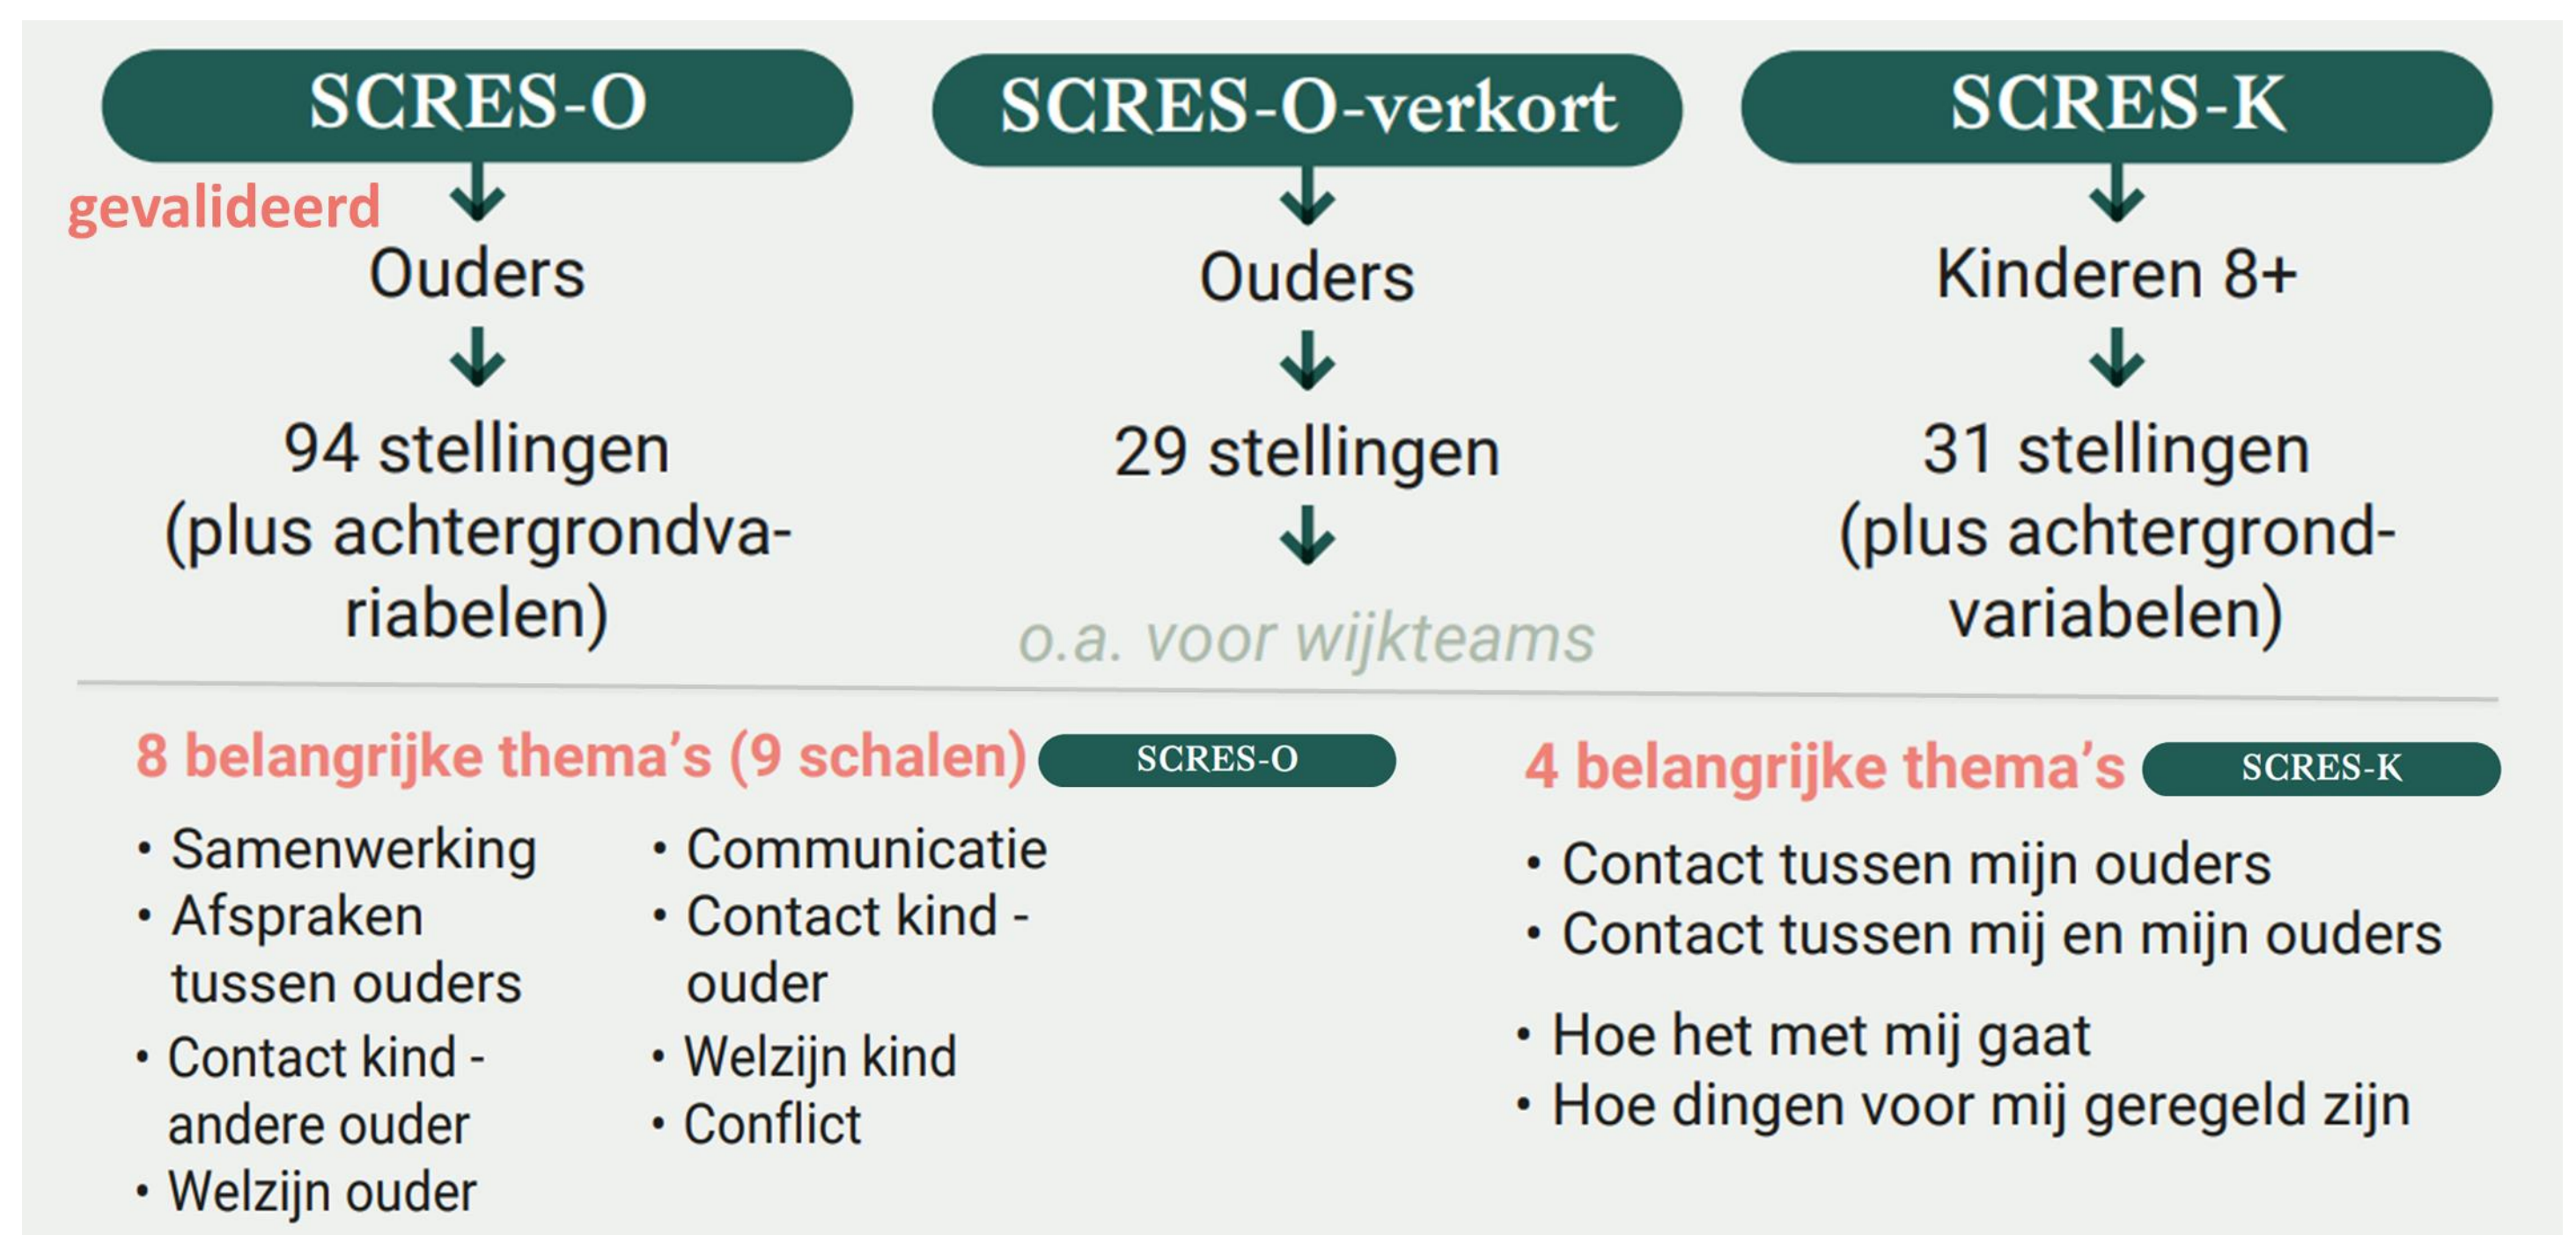 SCRES-O
gevalideerd
Ouders
94 stellingen
(plus achtergrondva-
riabelen)
SCRES-O-verkort
Ouders
29 stellingen
o.a. voor wijkteams
SCRES-K
Kinderen 8+
31 stellingen
(plus achtergrond-
variabelen)
8 belangrijke thema's (9 schalen)
SCRES-O
• Samenwerking
• Afspraken
tussen ouders
• Contact kind -
andere ouder
• Welzijn ouder
• Communicatie
• Contact kind -
ouder
• Welzijn kind
• Conflict
4 belangrijke thema's
SCRES-K
• Contact tussen mijn ouders
• Contact tussen mij en mijn ouders
• Hoe het met mij gaat
• Hoe dingen voor mij geregeld zijn